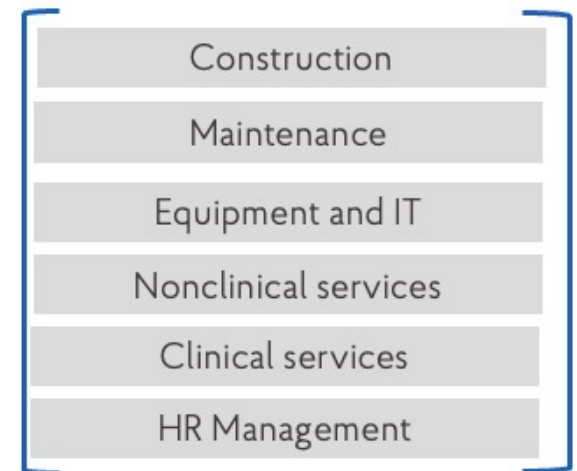 Construction
Maintenance
Equipment and IT
Nonclinical services
Clinical services
HR Management